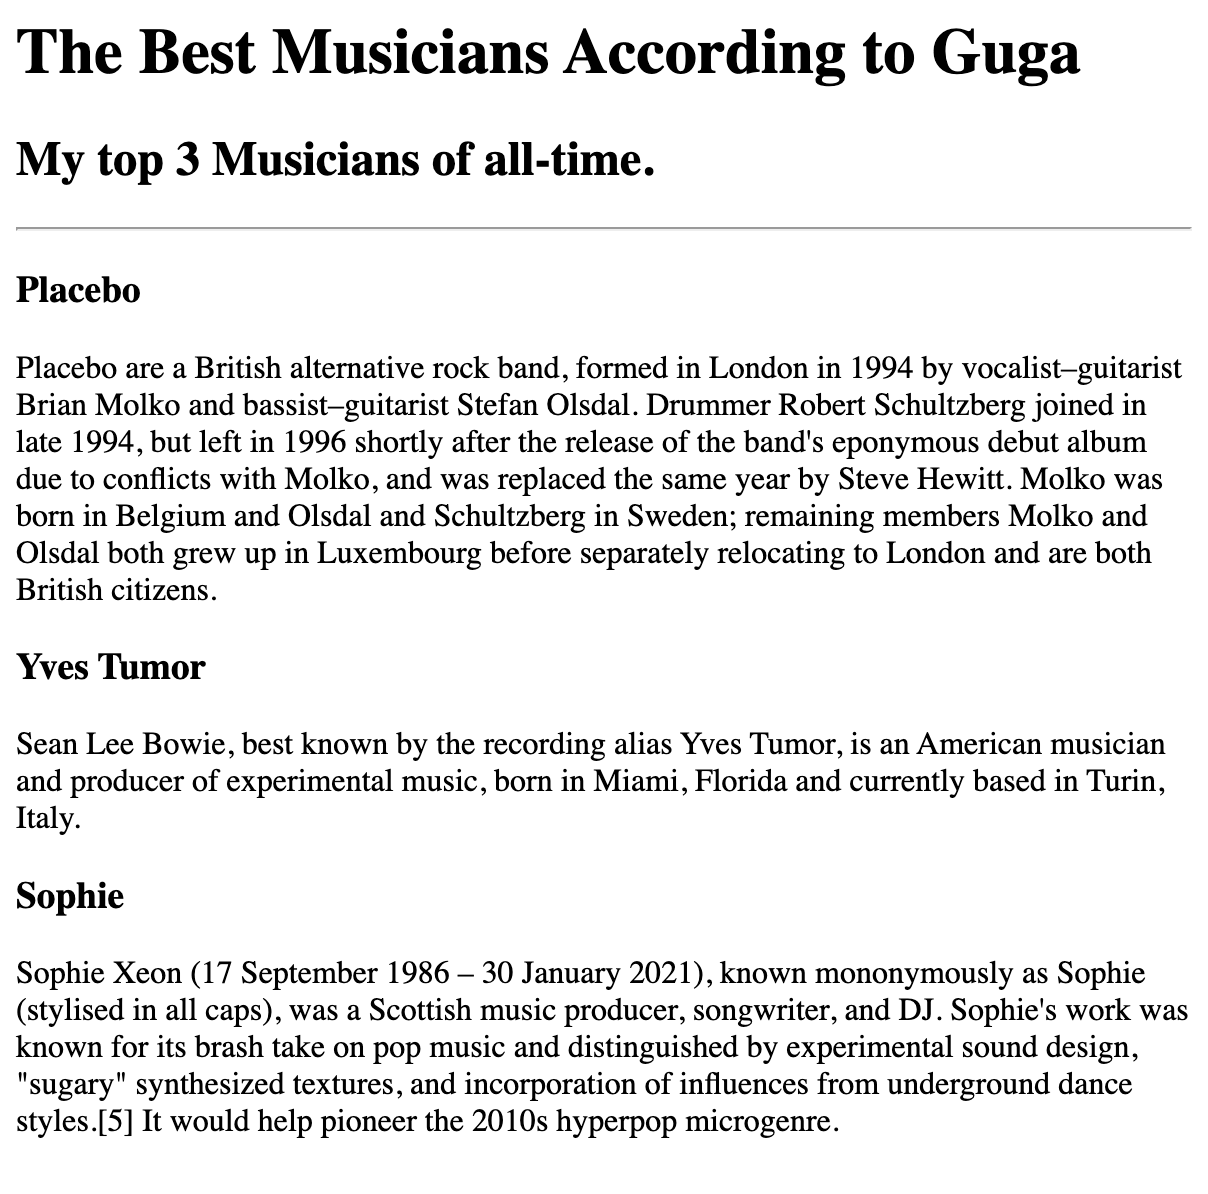 The Best Musicians According to Guga
My top 3 Musicians of all-time.
Placebo
Placebo are a British alternative rock band, formed in London in 1994 by vocalist–guitarist
Brian Molko and bassist–guitarist Stefan Olsdal. Drummer Robert Schultzberg joined in
late 1994, but left in 1996 shortly after the release of the band's eponymous debut album
due to conflicts with Molko, and was replaced the same year by Steve Hewitt. Molko was
born in Belgium and Olsdal and Schultzberg in Sweden; remaining members Molko and
Olsdal both grew up in Luxembourg before separately relocating to London and are both
British citizens.
Yves Tumor
Sean Lee Bowie, best known by the recording alias Yves Tumor, is an American musician
and producer of experimental music, born in Miami, Florida and currently based in Turin,
Italy.
Sophie
Sophie Xeon (17 September 1986 – 30 January 2021), known mononymously as Sophie
(stylised in all caps), was a Scottish music producer, songwriter, and DJ. Sophie's work was
known for its brash take on pop music and distinguished by experimental sound design,
"sugary" synthesized textures, and incorporation of influences from underground dance
styles.[5] It would help pioneer the 2010s hyperpop microgenre.